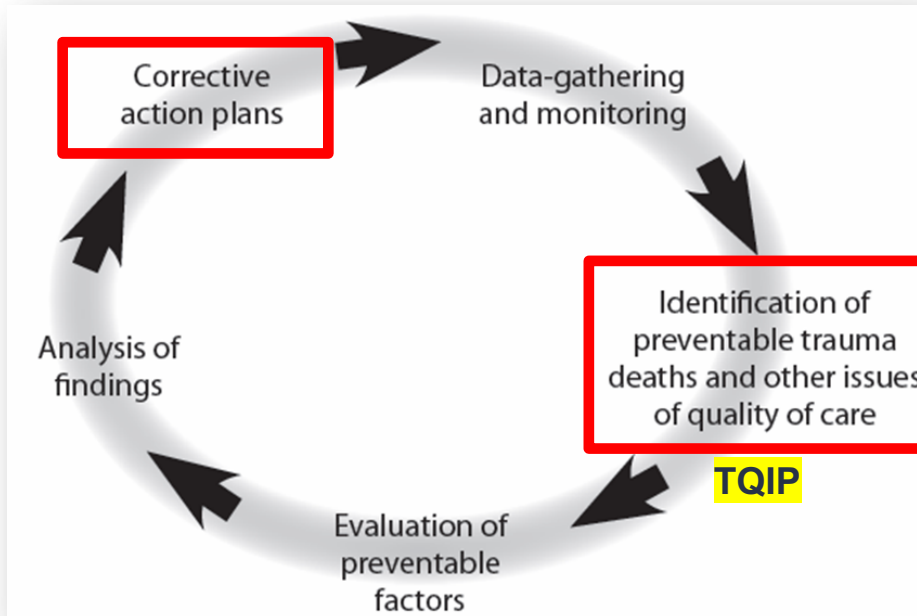 Corrective
action plans
Data-gathering
and monitoring
Identification of
preventable trauma
deaths and other issues
of quality of care
TQIP
Evaluation of
preventable
factors
Analysis of
findings